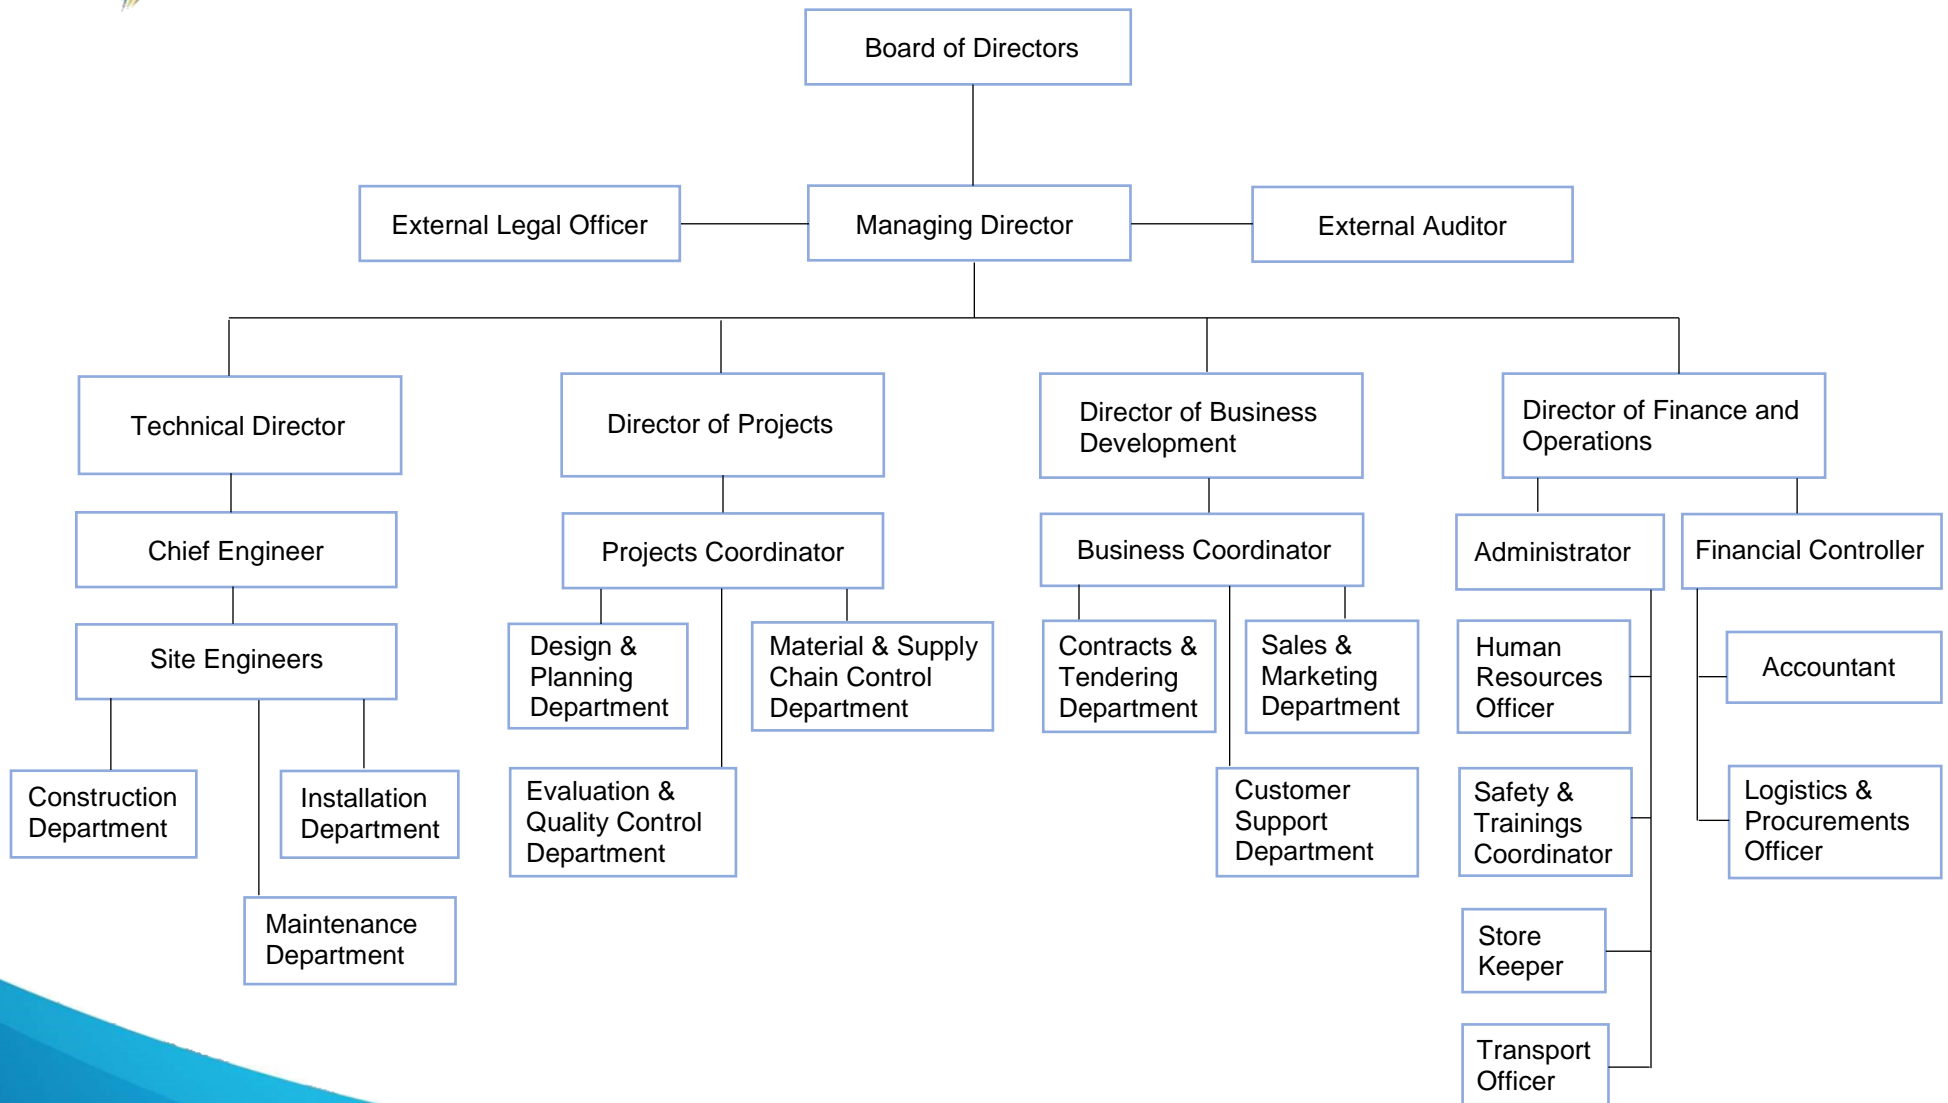 Board of Directors
External Legal Officer
Managing Director
External Auditor
Technical Director
Director of Projects
Director of Business
Development
Director of Finance and
Operations
Chief Engineer
Projects Coordinator
Business Coordinator
Administrator
Financial Controller
Site Engineers
Design &
Planning
Department
Material & Supply
Chain Control
Department
Contracts &
Tendering
Department
Sales &
Marketing
Department
Human
Resources
Officer
Accountant
Construction
Department
Installation
Department
Evaluation &
Quality Control
Department
Customer
Support
Department
Safety &
Trainings
Coordinator
Logistics &
Procurements
Officer
Maintenance
Department
Store
Keeper
Transport
Officer